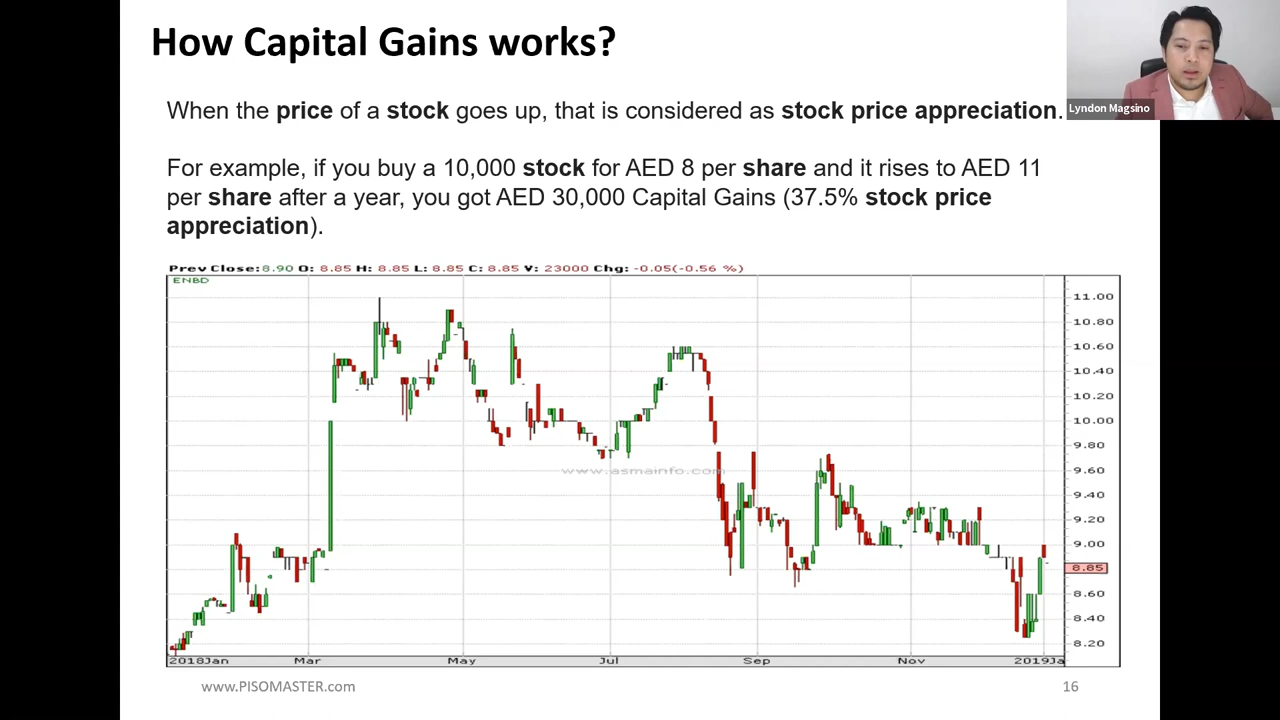 How Capital Gains works?
Lyndon Magsino
When the price of a stock goes up, that is considered as stock price appreciation.
For example, if you buy a 10,000 stock for AED 8 per share and it rises to AED 11
per share after a year, you got AED 30,000 Capital Gains (37.5% stock price
appreciation).
Prev Close:8.90 O: 8.85 H: 8.85 L: 8.85 C: 8.85 V: 23000 Chg: -0.05(-0.56 %)
ENBD
11.00
10.80
10.60
10.40
10.20
10.00
9.80
9.60
9.40
9.20
9.00
8.85
8.60
8.40
8.20
www.asmainfo.com
2018Jan Mar May Jul Sep Nov 2019Ja
www.PISOMASTER.com 16